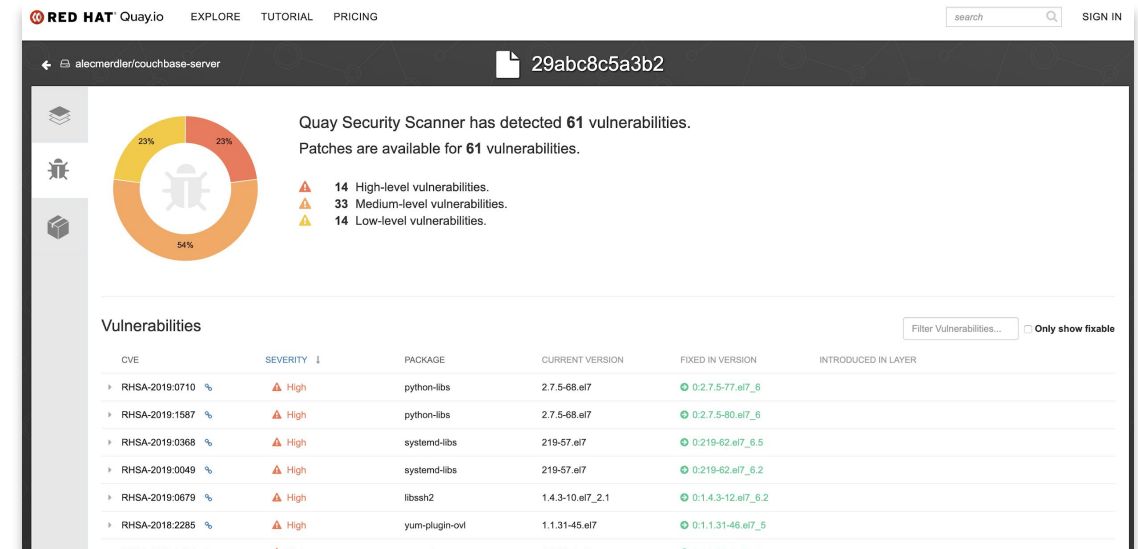 RED HAT Quay.io EXPLORE TUTORIAL PRICING search SIGN IN
alecmerdler/couchbase-server 29abc8c5a3b2
23% 23%
54%
Quay Security Scanner has detected 61 vulnerabilities.
Patches are available for 61 vulnerabilities.
14 High-level vulnerabilities.
33 Medium-level vulnerabilities.
14 Low-level vulnerabilities.
Vulnerabilities Filter Vulnerabilities... Only show fixable
CVE SEVERITY ↓ PACKAGE CURRENT VERSION FIXED IN VERSION INTRODUCED IN LAYER
RHSA-2019:0710 High python-libs 2.7.5-68.el7 0:2.7.5-77.el7_6
RHSA-2019:1587 High python-libs 2.7.5-68.el7 0:2.7.5-80.el7_6
RHSA-2019:0368 High systemd-libs 219-57.el7 0:219-62.el7_6.5
RHSA-2019:0049 High systemd-libs 219-57.el7 0:219-62.el7_6.2
RHSA-2019:0679 High libssh2 1.4.3-10.el7_2.1 0:1.4.3-12.el7_6.2
RHSA-2018:2285 High yum-plugin-ovl 1.1.31-45.el7 0:1.1.31-46.el7_5